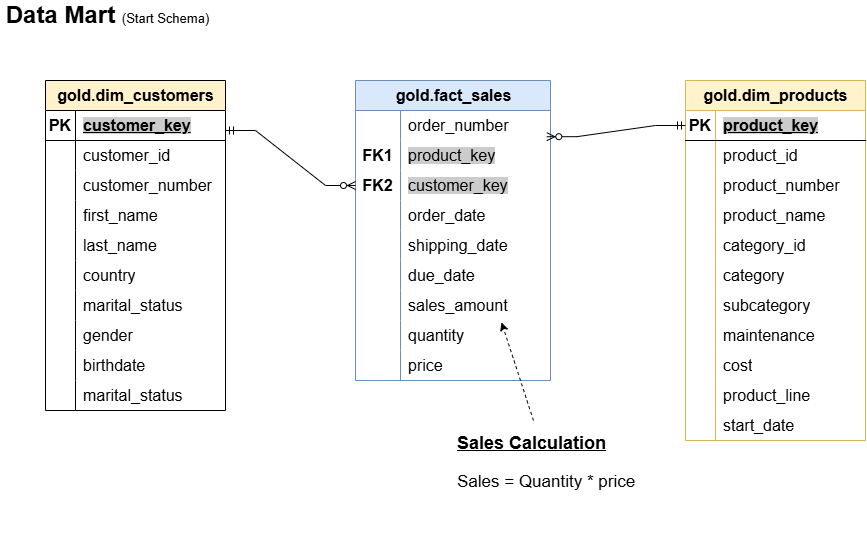 Data Mart (Start Schema)
gold.dim_customers
PK customer_key
customer_id
customer_number
first_name
last_name
country
marital_status
gender
birthdate
marital_status
gold.fact_sales
order_number
FK1 product_key
FK2 customer_key
order_date
shipping_date
due_date
sales_amount
quantity
price
gold.dim_products
PK product_key
product_id
product_number
product_name
category_id
category
subcategory
maintenance
cost
product_line
start_date
Sales Calculation
Sales = Quantity * price